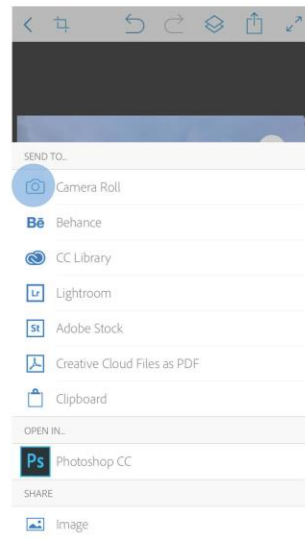 SEND TO...
Camera Roll
Bē Behance
CC Library
Lr Lightroom
St Adobe Stock
Creative Cloud Files as PDF
Clipboard
OPEN IN...
Ps Photoshop CC
SHARE
Image